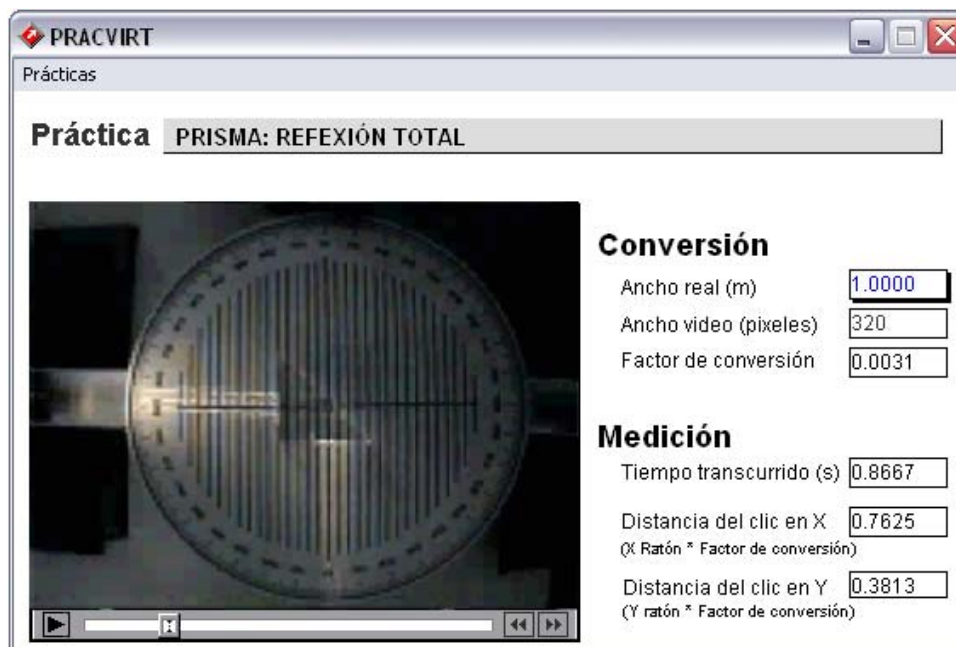 PRACVIRT
Prácticas
Práctica PRISMA: REFEXIÓN TOTAL
Conversión
Ancho real (m) 1.0000
Ancho video (pixeles) 320
Factor de conversión 0.0031
Medición
Tiempo transcurrido (s) 0.8667
Distancia del clic en X 0.7625
(X Ratón * Factor de conversión)
Distancia del clic en Y 0.3813
(Y ratón * Factor de conversión)